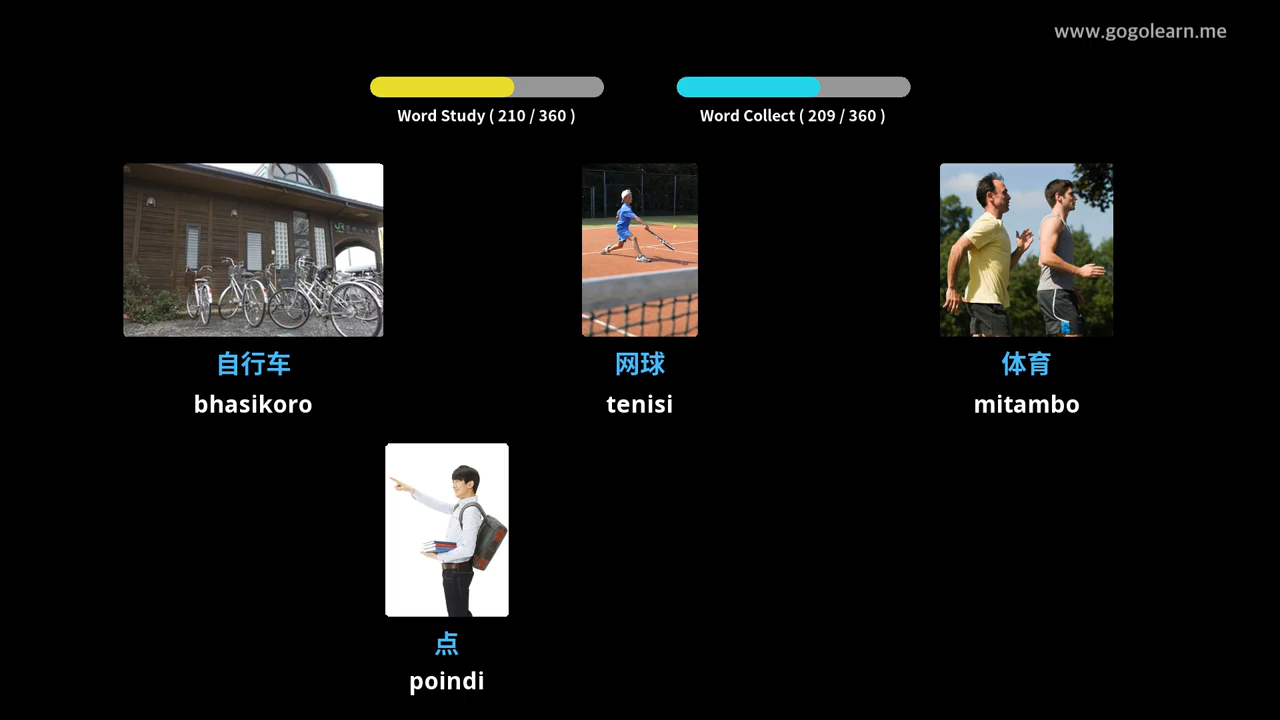 www.gogolearn.me
Word Study ( 210 / 360 )
Word Collect ( 209 / 360 )
自行车
网球
体育
bhasikoro
tenisi
mitambo
点
poindi